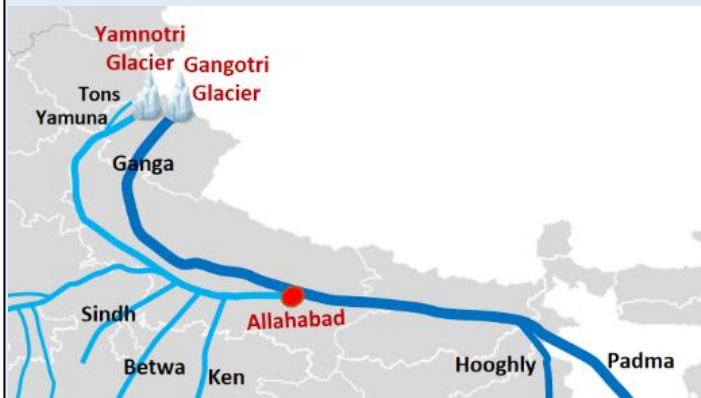 Yamnotri
Glacier
Gangotri
Glacier
Tons
Yamuna
Ganga
Sindh
Allahabad
Betwa
Ken
Hooghly
Padma